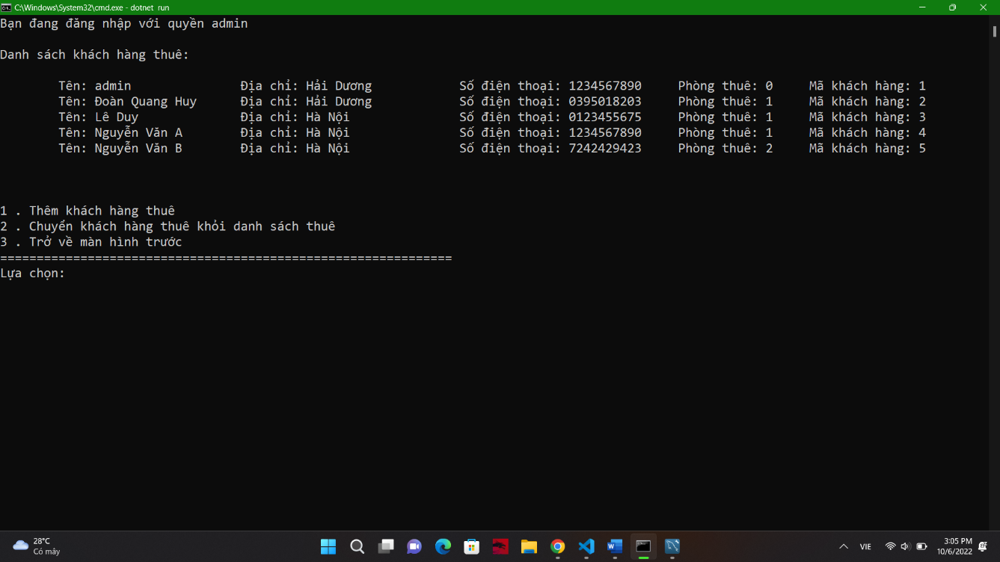 C:\Windows\System32\cmd.exe - dotnet run
Bạn đang đăng nhập với quyền admin
Danh sách khách hàng thuê:
Tên: admin Địa chỉ: Hải Dương Số điện thoại: 1234567890 Phòng thuê: 0 Mã khách hàng: 1
Tên: Đoàn Quang Huy Địa chỉ: Hải Dương Số điện thoại: 0395018203 Phòng thuê: 1 Mã khách hàng: 2
Tên: Lê Duy Địa chỉ: Hà Nội Số điện thoại: 0123455675 Phòng thuê: 1 Mã khách hàng: 3
Tên: Nguyễn Văn A Địa chỉ: Hà Nội Số điện thoại: 1234567890 Phòng thuê: 1 Mã khách hàng: 4
Tên: Nguyễn Văn B Địa chỉ: Hà Nội Số điện thoại: 7242429423 Phòng thuê: 2 Mã khách hàng: 5
1 . Thêm khách hàng thuê
2 . Chuyển khách hàng thuê khỏi danh sách thuê
3 . Trở về màn hình trước
==============================================================
Lựa chọn:
28°C
Có mây
VIE
3:05 PM
10/6/2022